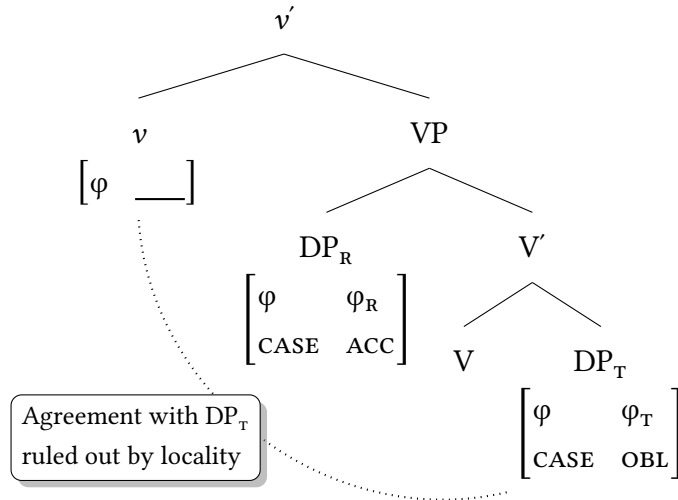 v′
v VP
[φ ___]
DP_R V′
[φ φ_R
CASE ACC]
V DP_T
[φ φ_T
CASE OBL]
Agreement with DP_T
ruled out by locality